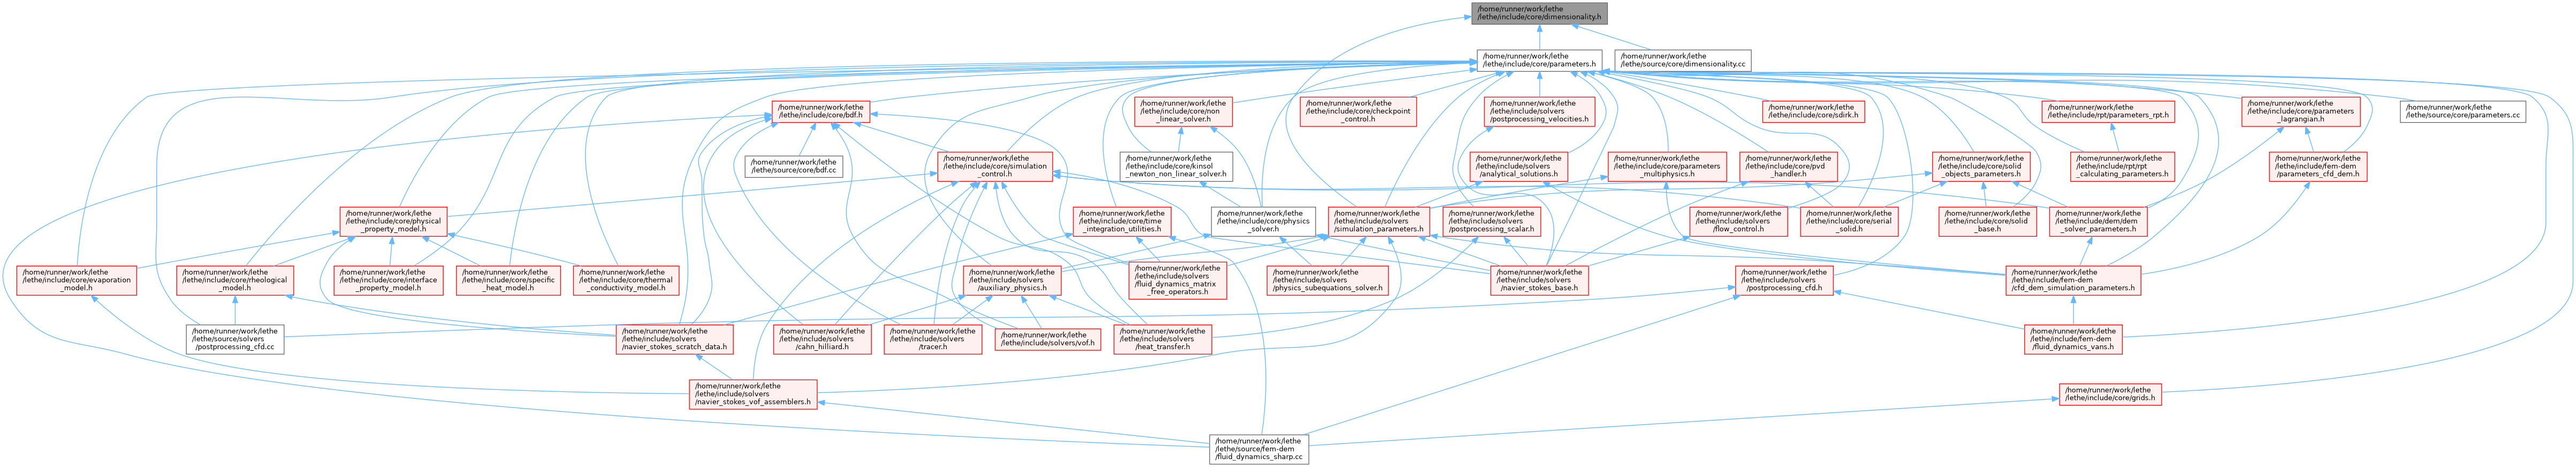 /home/runner/work/lethe
/lethe/include/core/dimensionality.h
/home/runner/work/lethe
/lethe/include/core/parameters.h
/home/runner/work/lethe
/lethe/source/core/dimensionality.cc
/home/runner/work/lethe
/lethe/include/core/bdf.h
/home/runner/work/lethe
/lethe/include/core/non
_linear_solver.h
/home/runner/work/lethe
/lethe/include/core/checkpoint
_control.h
/home/runner/work/lethe
/lethe/include/solvers
/postprocessing_velocities.h
/home/runner/work/lethe
/lethe/include/core/sdirk.h
/home/runner/work/lethe
/lethe/include/rpt/parameters_rpt.h
/home/runner/work/lethe
/lethe/include/core/parameters
_lagrangian.h
/home/runner/work/lethe
/lethe/source/core/parameters.cc
/home/runner/work/lethe
/lethe/source/core/bdf.cc
/home/runner/work/lethe
/lethe/include/core/simulation
_control.h
/home/runner/work/lethe
/lethe/include/core/kinsol
_newton_non_linear_solver.h
/home/runner/work/lethe
/lethe/include/solvers
/analytical_solutions.h
/home/runner/work/lethe
/lethe/include/core/parameters
_multiphysics.h
/home/runner/work/lethe
/lethe/include/core/pvd
_handler.h
/home/runner/work/lethe
/lethe/include/core/solid
_objects_parameters.h
/home/runner/work/lethe
/lethe/include/rpt/rpt
_calculating_parameters.h
/home/runner/work/lethe
/lethe/include/fem-dem
/parameters_cfd_dem.h
/home/runner/work/lethe
/lethe/include/core/physical
_property_model.h
/home/runner/work/lethe
/lethe/include/core/time
_integration_utilities.h
/home/runner/work/lethe
/lethe/include/core/physics
_solver.h
/home/runner/work/lethe
/lethe/include/solvers
/simulation_parameters.h
/home/runner/work/lethe
/lethe/include/solvers
/postprocessing_scalar.h
/home/runner/work/lethe
/lethe/include/solvers
/flow_control.h
/home/runner/work/lethe
/lethe/include/core/serial
_solid.h
/home/runner/work/lethe
/lethe/include/core/solid
_base.h
/home/runner/work/lethe
/lethe/include/dem/dem
_solver_parameters.h
/home/runner/work/lethe
/lethe/include/core/evaporation
_model.h
/home/runner/work/lethe
/lethe/include/core/rheological
_model.h
/home/runner/work/lethe
/lethe/include/core/interface
_property_model.h
/home/runner/work/lethe
/lethe/include/core/specific
_heat_model.h
/home/runner/work/lethe
/lethe/include/core/thermal
_conductivity_model.h
/home/runner/work/lethe
/lethe/include/solvers
/auxiliary_physics.h
/home/runner/work/lethe
/lethe/include/solvers
/fluid_dynamics_matrix
_free_operators.h
/home/runner/work/lethe
/lethe/include/solvers
/physics_subequations_solver.h
/home/runner/work/lethe
/lethe/include/solvers
/navier_stokes_base.h
/home/runner/work/lethe
/lethe/include/solvers
/postprocessing_cfd.h
/home/runner/work/lethe
/lethe/include/fem-dem
/cfd_dem_simulation_parameters.h
/home/runner/work/lethe
/lethe/source/solvers
/postprocessing_cfd.cc
/home/runner/work/lethe
/lethe/include/solvers
/navier_stokes_scratch_data.h
/home/runner/work/lethe
/lethe/include/solvers
/cahn_hilliard.h
/home/runner/work/lethe
/lethe/include/solvers
/tracer.h
/home/runner/work/lethe
/lethe/include/solvers/vof.h
/home/runner/work/lethe
/lethe/include/solvers
/heat_transfer.h
/home/runner/work/lethe
/lethe/include/fem-dem
/fluid_dynamics_vans.h
/home/runner/work/lethe
/lethe/include/solvers
/navier_stokes_vof_assemblers.h
/home/runner/work/lethe
/lethe/include/core/grids.h
/home/runner/work/lethe
/lethe/source/fem-dem
/fluid_dynamics_sharp.cc